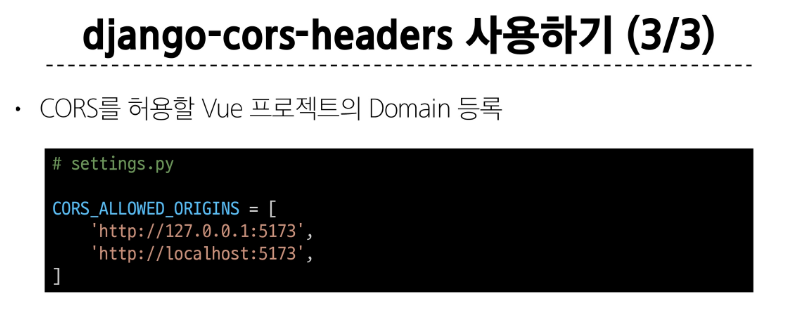 django-cors-headers 사용하기 (3/3)
• CORS를 허용할 Vue 프로젝트의 Domain 등록
# settings.py
CORS_ALLOWED_ORIGINS = [
    'http://127.0.0.1:5173',
    'http://localhost:5173',
]